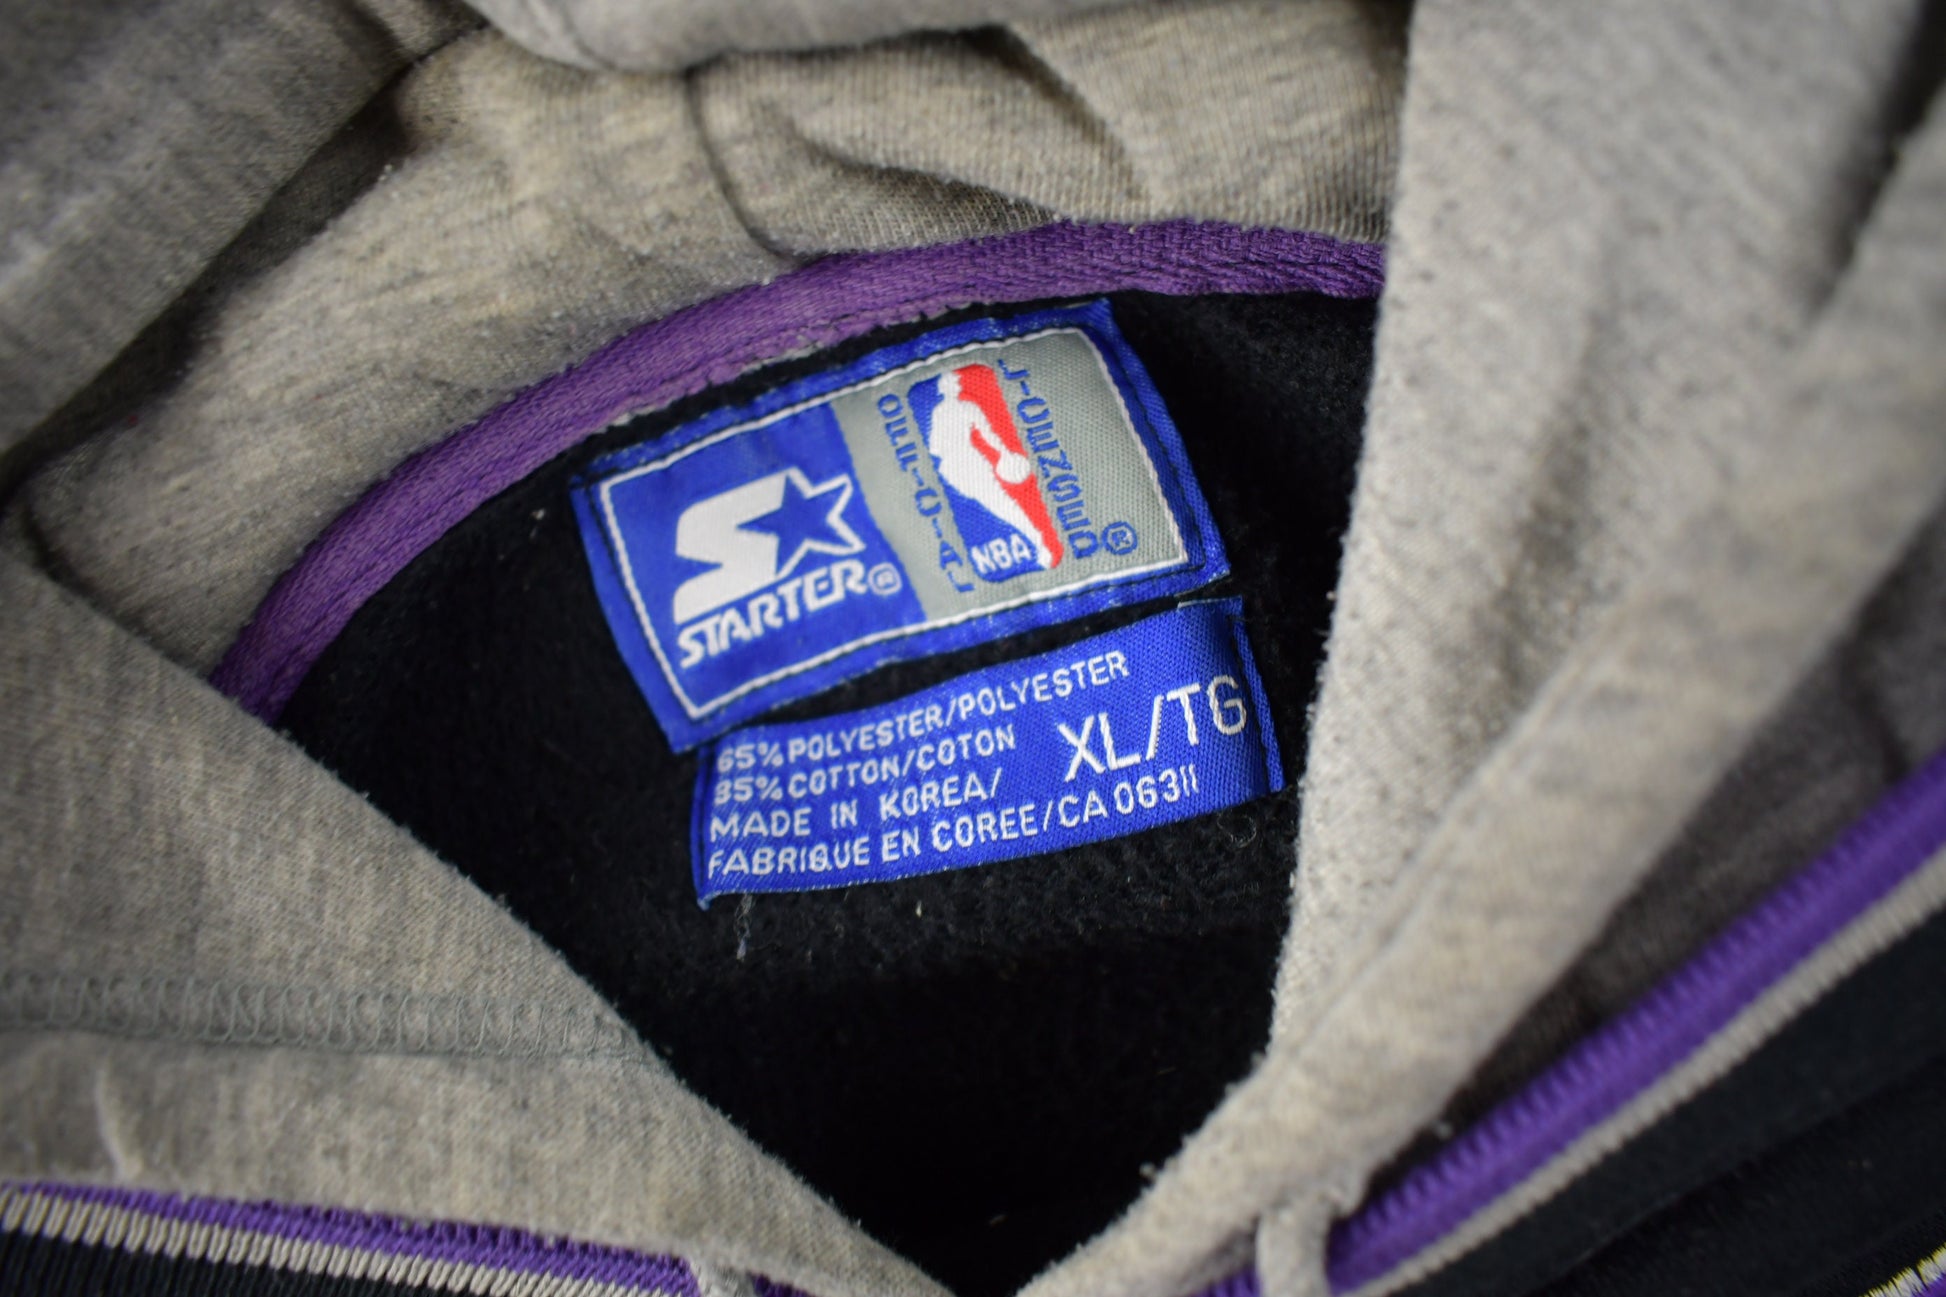 STARTER®
OFFICIAL
NBA
LICENSED
®
65% POLYESTER/POLYESTER
35% COTTON/COTON
XL/TG
MADE IN KOREA/
FABRIQUE EN COREE/CA 06311